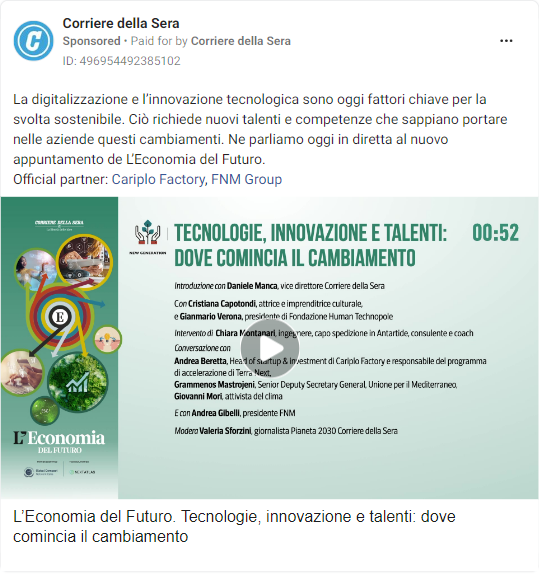 Corriere della Sera
Sponsored • Paid for by Corriere della Sera
ID: 496954492385102
La digitalizzazione e l’innovazione tecnologica sono oggi fattori chiave per la
svolta sostenibile. Ciò richiede nuovi talenti e competenze che sappiano portare
nelle aziende questi cambiamenti. Ne parliamo oggi in diretta al nuovo
appuntamento de L’Economia del Futuro.
Official partner: Cariplo Factory, FNM Group
CORRIERE DELLA SERA
NEW GENERATION
TECNOLOGIE, INNOVAZIONE E TALENTI:
DOVE COMINCIA IL CAMBIAMENTO
00:52
Introduzione con Daniele Manca, vice direttore Corriere della Sera
Con Cristiana Capotondi, attrice e imprenditrice culturale,
e Gianmario Verona, presidente di Fondazione Human Technopole
Intervento di Chiara Montanari, ingegnere, capo spedizione in Antartide, consulente e coach
Conversazione con
Andrea Beretta, Head of startup & investment di Cariplo Factory e responsabile del programma
di accelerazione di Terra Next,
Grammenos Mastrojeni, Senior Deputy Secretary General, Unione per il Mediterraneo,
Giovanni Mori, attivista del clima
E con Andrea Gibelli, presidente FNM
Modera Valeria Sforzini, giornalista Pianeta 2030 Corriere della Sera
E
L’Economia
DEL FUTURO
L’Economia del Futuro. Tecnologie, innovazione e talenti: dove
comincia il cambiamento